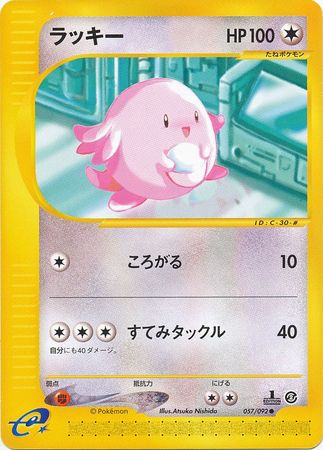 ラッキー HP100
たねポケモン
ID:C-30-#
ころがる 10
すてみタックル 40
自分にも40ダメージ。
弱点 抵抗力 にげる
©Pokémon Illus.Atsuko Nishida 1 EDITION
057/092 ●
e